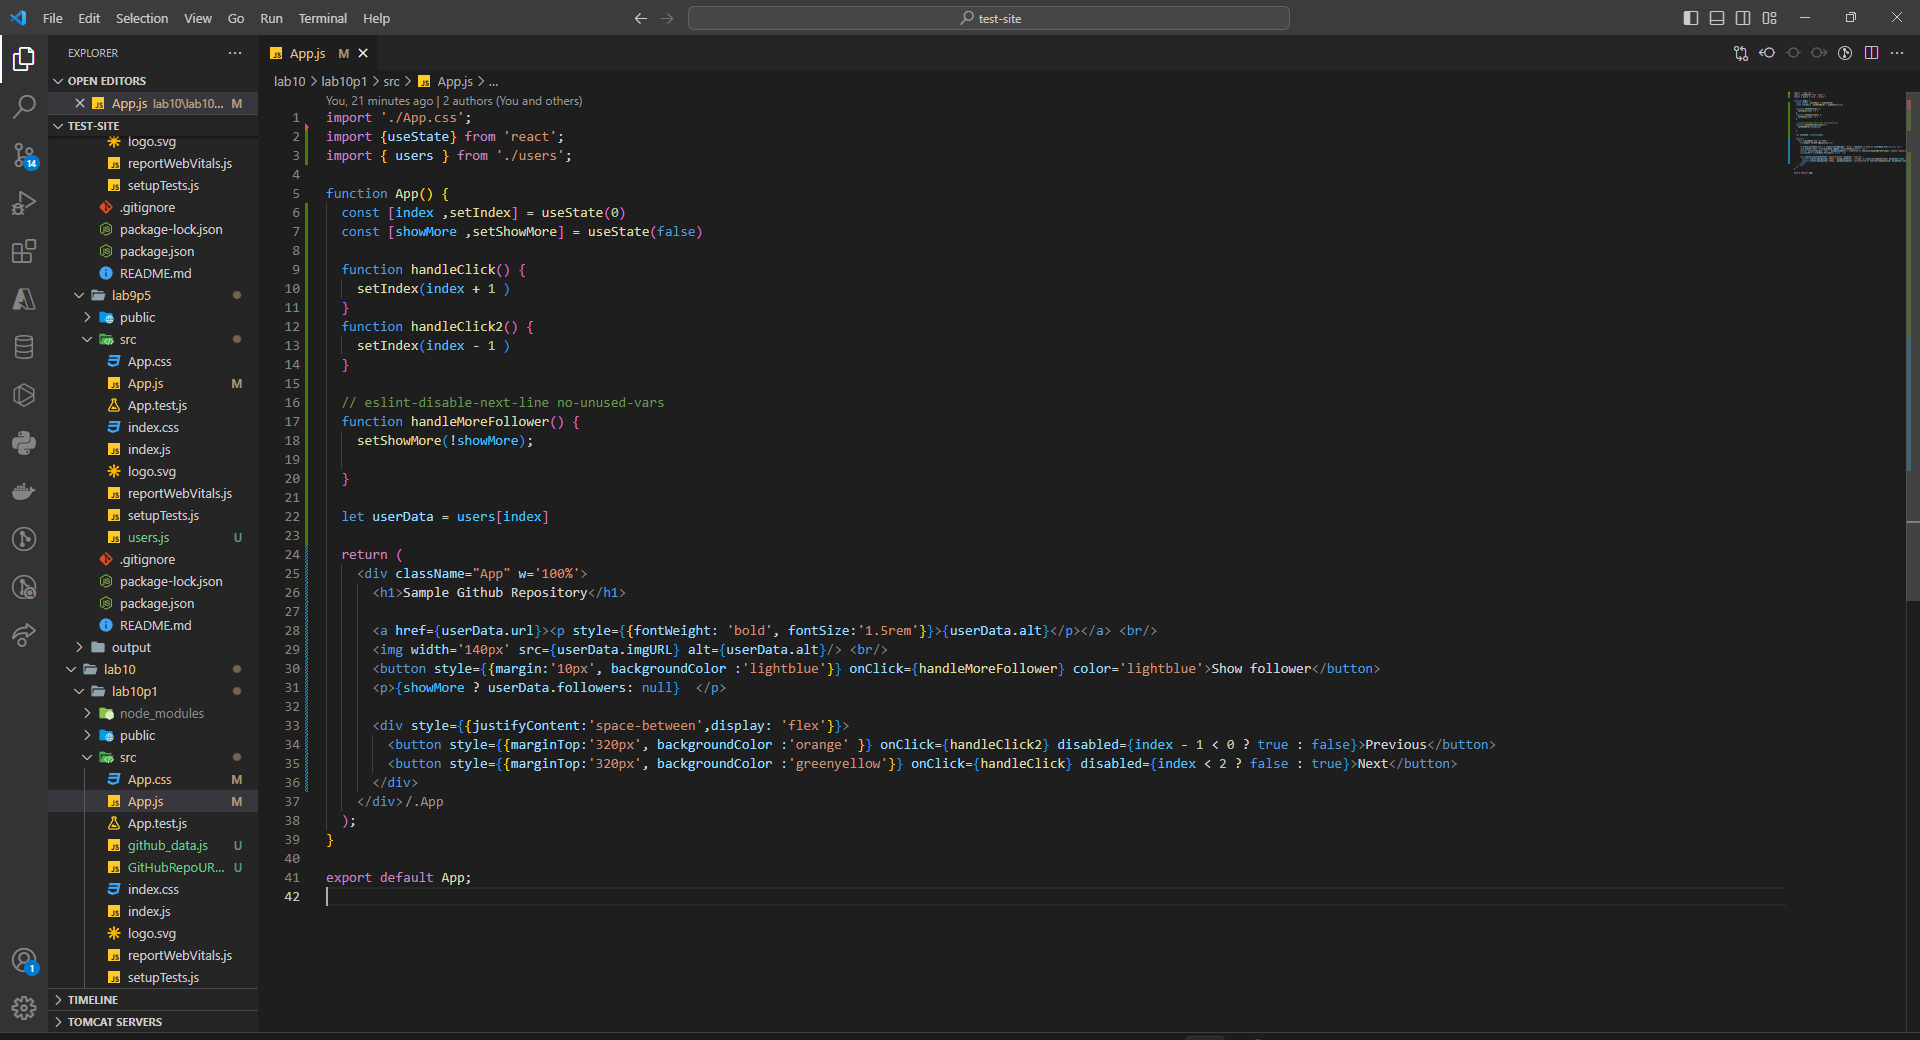 File Edit Selection View Go Run Terminal Help
test-site
EXPLORER
OPEN EDITORS
App.js lab10\lab10... M
TEST-SITE
logo.svg
reportWebVitals.js
setupTests.js
.gitignore
package-lock.json
package.json
README.md
lab9p5
public
src
App.css
App.js M
App.test.js
index.css
index.js
logo.svg
reportWebVitals.js
setupTests.js
users.js U
.gitignore
package-lock.json
package.json
README.md
output
lab10
lab10p1
node_modules
public
src
App.css M
App.js M
App.test.js
github_data.js U
GitHubRepoUR... U
index.css
index.js
logo.svg
reportWebVitals.js
setupTests.js
TIMELINE
TOMCAT SERVERS
14
1
App.js M
lab10 > lab10p1 > src > App.js > ...
You, 21 minutes ago | 2 authors (You and others)
1 import './App.css';
2 import {useState} from 'react';
3 import { users } from './users';
4
5 function App() {
6 const [index ,setIndex] = useState(0)
7 const [showMore ,setShowMore] = useState(false)
8
9 function handleClick() {
10 setIndex(index + 1 )
11 }
12 function handleClick2() {
13 setIndex(index - 1 )
14 }
15
16 // eslint-disable-next-line no-unused-vars
17 function handleMoreFollower() {
18 setShowMore(!showMore);
19
20 }
21
22 let userData = users[index]
23
24 return (
25 <div className="App" w='100%'>
26 <h1>Sample Github Repository</h1>
27
28 <a href={userData.url}><p style={{fontWeight: 'bold', fontSize:'1.5rem'}}>{userData.alt}</p></a> <br/>
29 <img width='140px' src={userData.imgURL} alt={userData.alt}/> <br/>
30 <button style={{margin:'10px', backgroundColor :'lightblue'}} onClick={handleMoreFollower} color='lightblue'>Show follower</button>
31 <p>{showMore ? userData.followers: null}  </p>
32
33 <div style={{justifyContent:'space-between',display: 'flex'}}>
34 <button style={{marginTop:'320px', backgroundColor :'orange' }} onClick={handleClick2} disabled={index - 1 < 0 ? true : false}>Previous</button>
35 <button style={{marginTop:'320px', backgroundColor :'greenyellow'}} onClick={handleClick} disabled={index < 2 ? false : true}>Next</button>
36 </div>
37 </div>/.App
38 );
39 }
40
41 export default App;
42